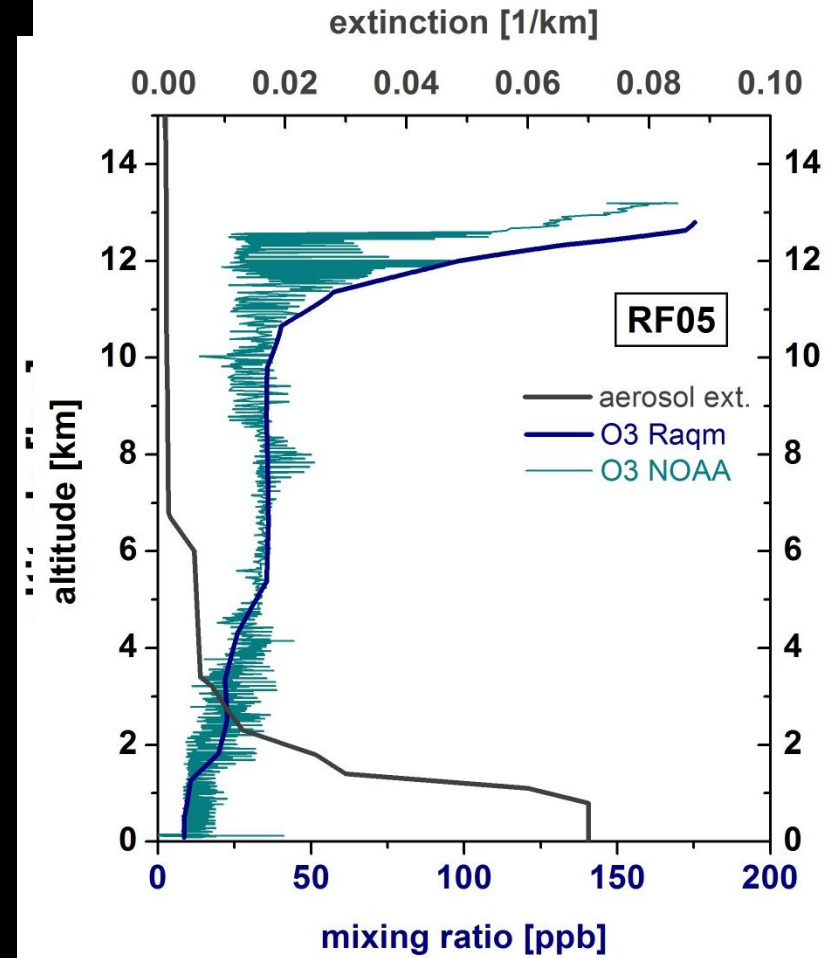 extinction [1/km]
0.00 0.02 0.04 0.06 0.08 0.10
14 14
12 12
RF05
10 10
aerosol ext.
O3 Raqm
8 8
O3 NOAA
altitude [km]
6 6
4 4
2 2
0 0
0 50 100 150 200
mixing ratio [ppb]